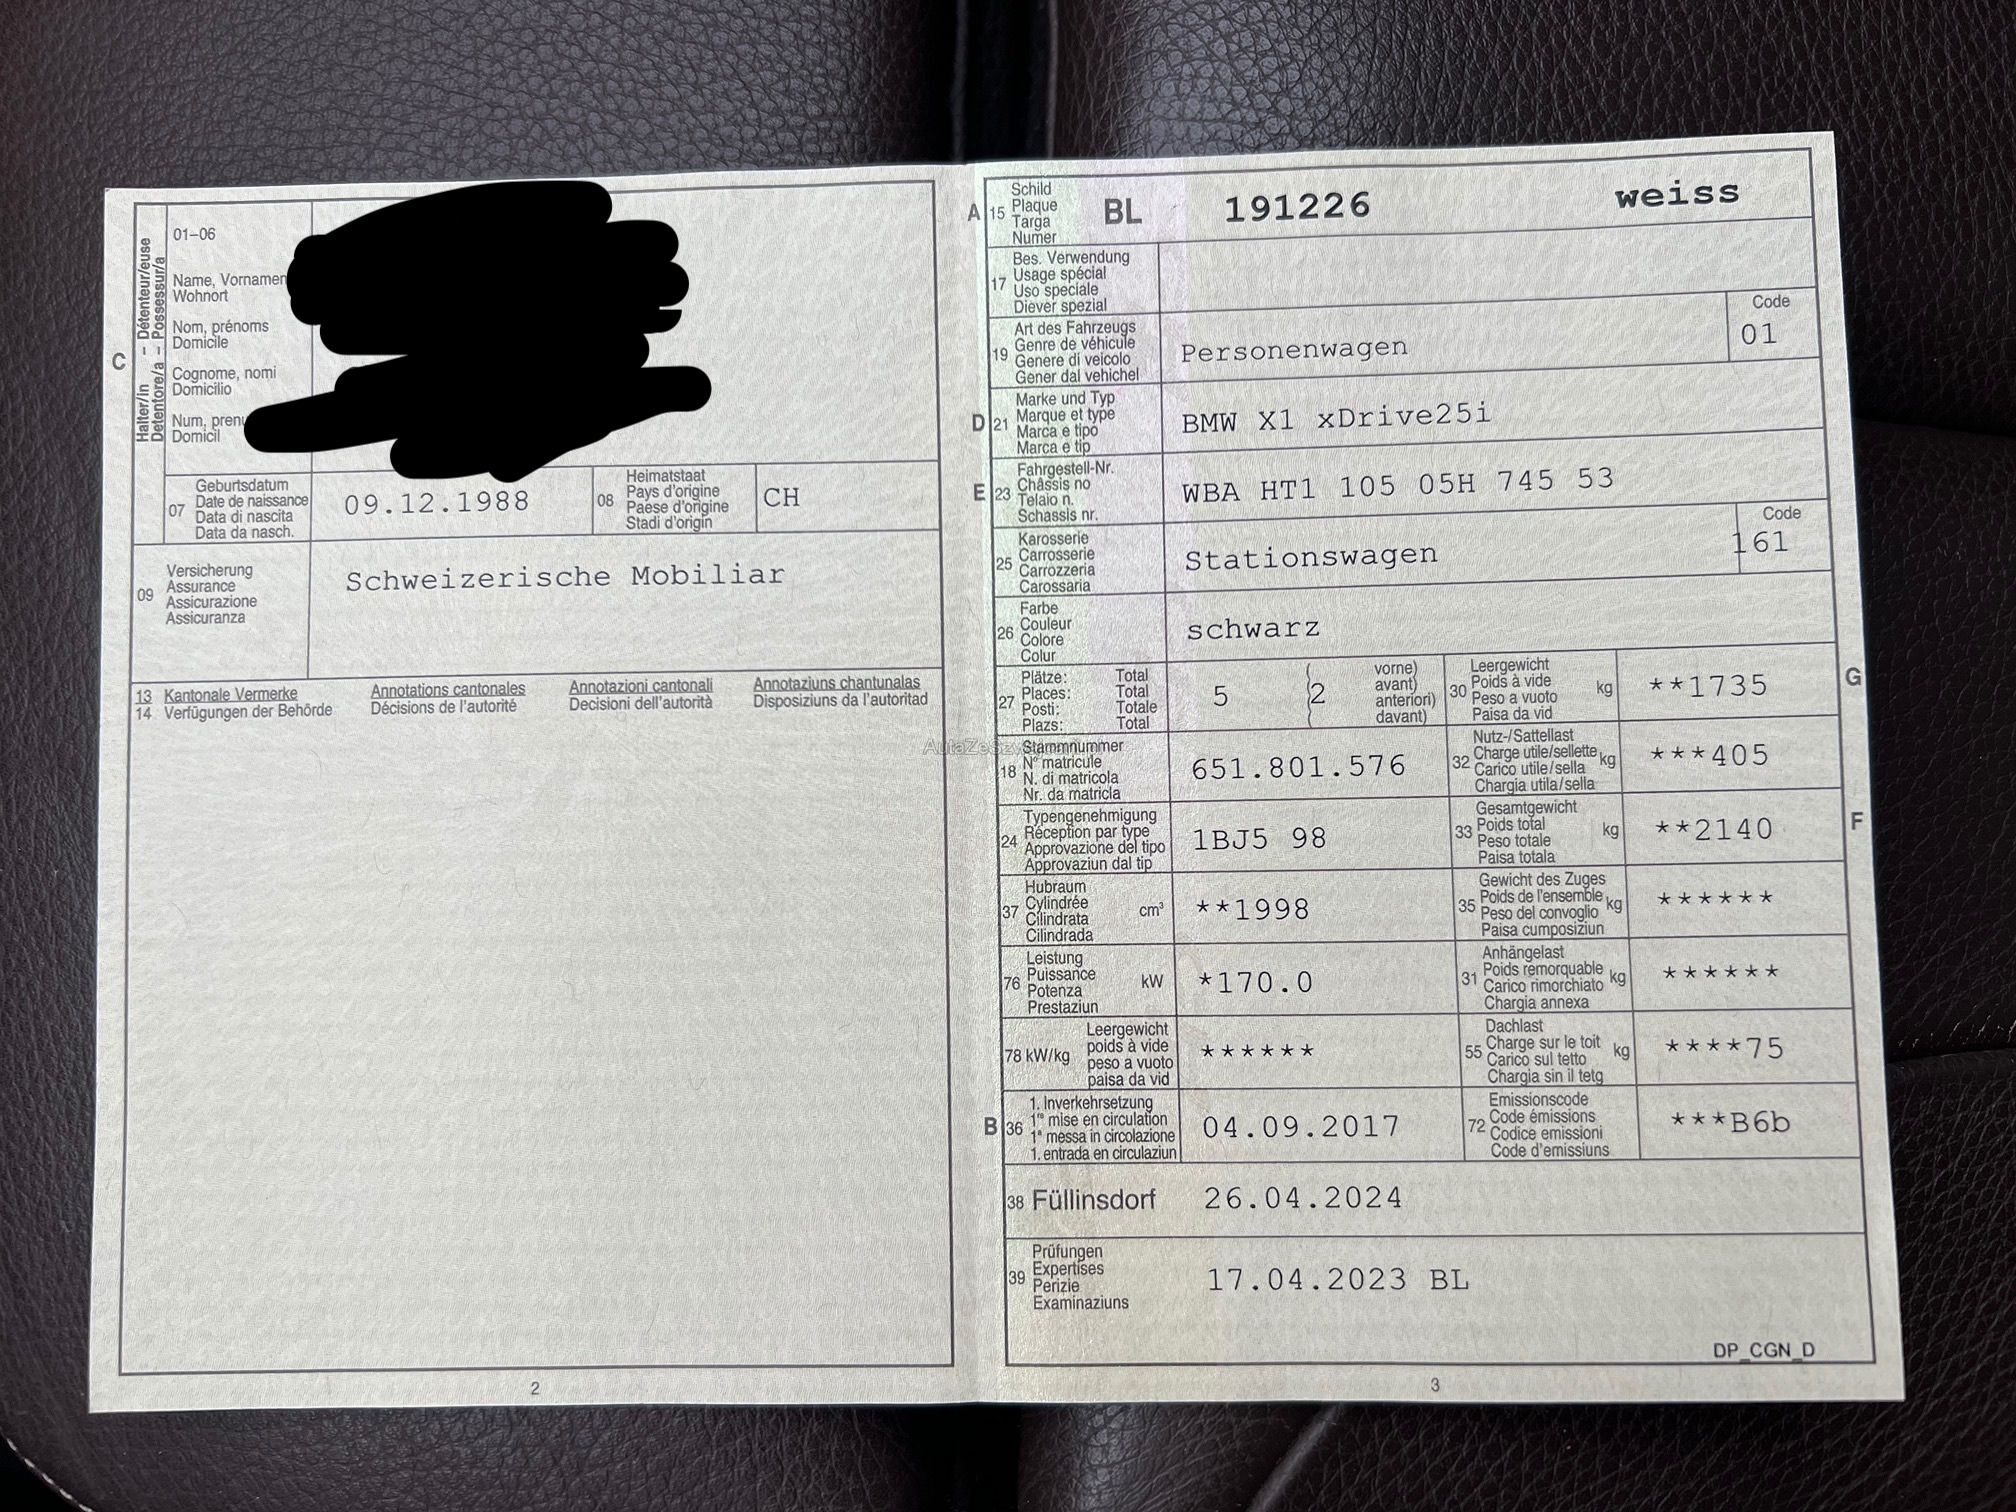 C
Halter/in – Détenteur/euse
Detentore/a – Possessur/a
01–06
Name, Vornamen
Wohnort
Nom, prénoms
Domicile
Cognome, nomi
Domicilio
Num, prenu
Domicil
07
Geburtsdatum
Date de naissance
Data di nascita
Data da nasch.
09.12.1988
08
Heimatstaat
Pays d'origine
Paese d'origine
Stadi d'origin
CH
09
Versicherung
Assurance
Assicurazione
Assicuranza
Schweizerische Mobiliar
13 Kantonale Vermerke Annotations cantonales Annotazioni cantonali Annotaziuns chantunalas
14 Verfügungen der Behörde Décisions de l'autorité Decisioni dell'autorità Disposiziuns da l'autoritad
2
A 15
Schild
Plaque
Targa
Numer
BL 191226 weiss
17
Bes. Verwendung
Usage spécial
Uso speciale
Diever spezial
19
Art des Fahrzeugs
Genre de véhicule
Genere di veicolo
Gener dal vehichel
Personenwagen
Code
01
D 21
Marke und Typ
Marque et type
Marca e tipo
Marca e tip
BMW X1 xDrive25i
E 23
Fahrgestell-Nr.
Châssis no
Telaio n.
Schassis nr.
WBA HT1 105 05H 745 53
25
Karosserie
Carrosserie
Carrozzeria
Carossaria
Stationswagen
Code
161
26
Farbe
Couleur
Colore
Colur
schwarz
27
Plätze: Total
Places: Total
Posti: Totale
Plazs: Total
5 (2
vorne)
avant)
anteriori)
davant)
30
Leergewicht
Poids à vide
Peso a vuoto
Paisa da vid
kg
**1735
G
18
Stammnummer
N° matricule
N. di matricola
Nr. da matricla
651.801.576
32
Nutz-/Sattellast
Charge utile/sellette
Carico utile/sella
Chargia utila/sella
kg
***405
24
Typengenehmigung
Réception par type
Approvazione del tipo
Approvaziun dal tip
1BJ5 98
33
Gesamtgewicht
Poids total
Peso totale
Paisa totala
kg
**2140
F
37
Hubraum
Cylindrée
Cilindrata
Cilindrada
cm³
**1998
35
Gewicht des Zuges
Poids de l'ensemble
Peso del convoglio
Paisa cumposiziun
kg
******
76
Leistung
Puissance
Potenza
Prestaziun
kW
*170.0
31
Anhängelast
Poids remorquable
Carico rimorchiato
Chargia annexa
kg
******
78 kW/kg
Leergewicht
poids à vide
peso a vuoto
paisa da vid
******
55
Dachlast
Charge sur le toit
Carico sul tetto
Chargia sin il tetg
kg
****75
B 36
1. Inverkehrsetzung
1re mise en circulation
1a messa in circolazione
1. entrada en circulaziun
04.09.2017
72
Emissionscode
Code émissions
Codice emissioni
Code d'emissiuns
***B6b
38 Füllinsdorf 26.04.2024
39
Prüfungen
Expertises
Perizie
Examinaziuns
17.04.2023 BL
DP_CGN_D
3